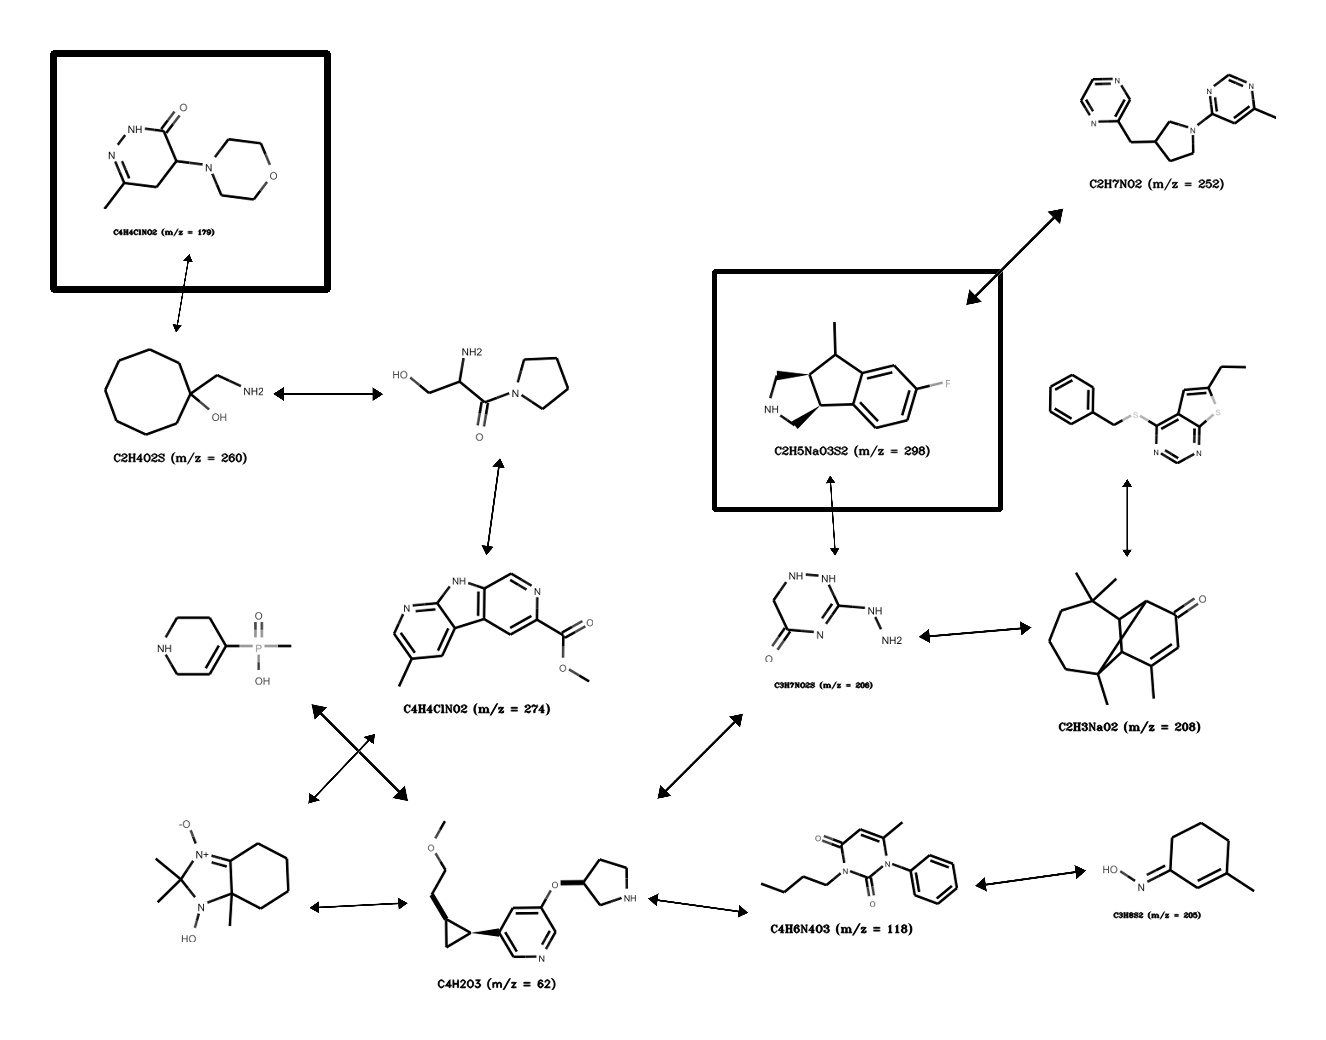 N
N
N
N
N
C2H7NO2 (m/z = 252)
O
NH
N
N
O
C4H4ClNO2 (m/z = 179)
NH2
OH
C2H4O2S (m/z = 260)
NH2
HO
N
O
F
NH
C2H5NaO3S2 (m/z = 298)
S
S
N
N
O
NH
P
OH
NH
N
N
O
O
C4H4ClNO2 (m/z = 274)
NH
NH
NH
N
NH2
O
C3H7NO2S (m/z = 206)
O
C2H3NaO2 (m/z = 208)
-O
N+
N
HO
O
O
NH
N
C4H2O3 (m/z = 62)
O
N
N
O
C4H6N4O3 (m/z = 118)
HO
N
C3H8S2 (m/z = 205)